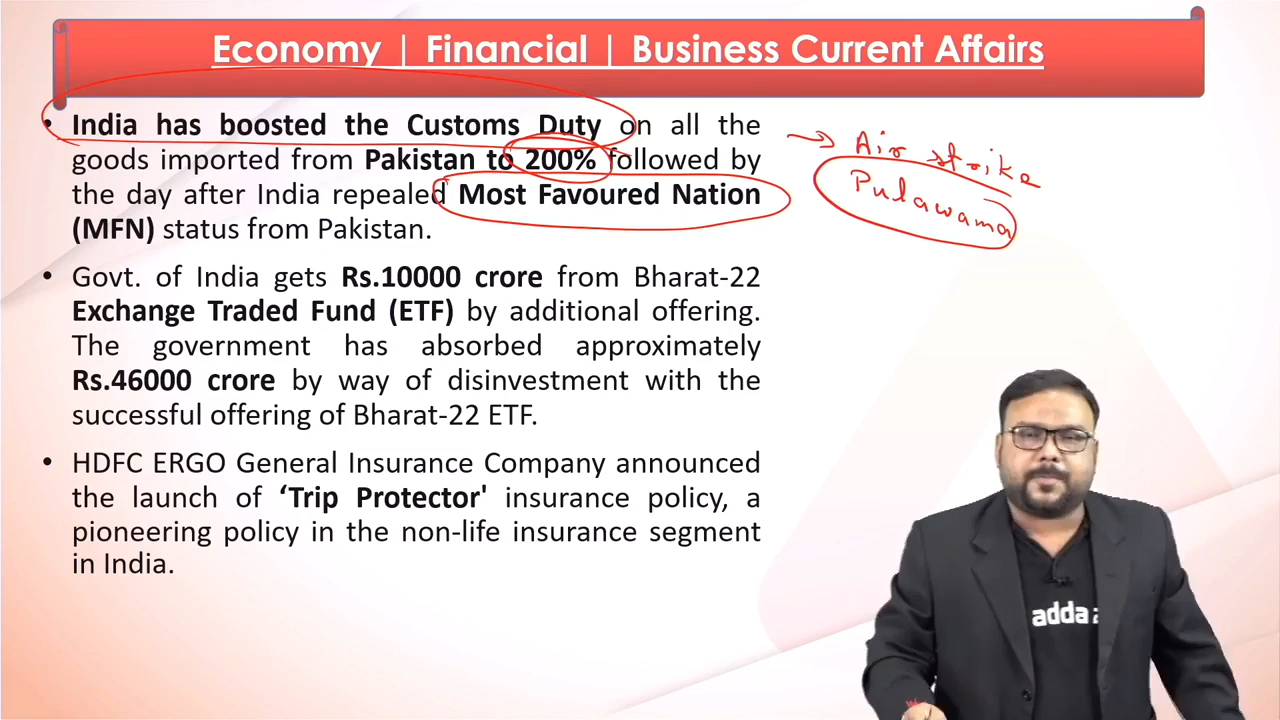 Economy | Financial | Business Current Affairs
• India has boosted the Customs Duty on all the
goods imported from Pakistan to 200% followed by
the day after India repealed Most Favoured Nation
(MFN) status from Pakistan.
→ Air strike
Pulawama
• Govt. of India gets Rs.10000 crore from Bharat-22
Exchange Traded Fund (ETF) by additional offering.
The government has absorbed approximately
Rs.46000 crore by way of disinvestment with the
successful offering of Bharat-22 ETF.
• HDFC ERGO General Insurance Company announced
the launch of ‘Trip Protector' insurance policy, a
pioneering policy in the non-life insurance segment
in India.
adda